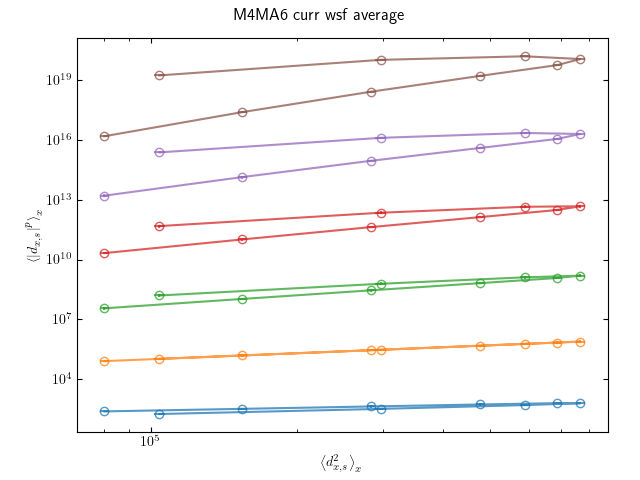 M4MA6 curr wsf average
⟨|d_{x,s}|^p⟩_x
10^{19}
10^{16}
10^{13}
10^{10}
10^{7}
10^{4}
10^{5}
⟨d_{x,s}^2⟩_x